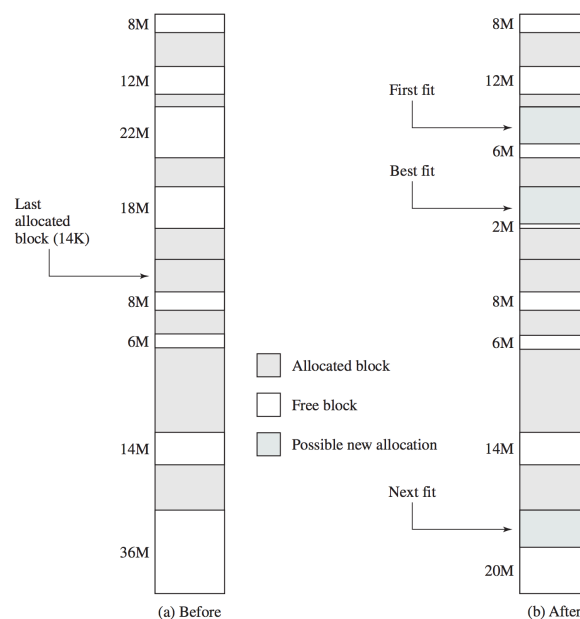 8M
12M
22M
Last
allocated
block (14K)
18M
8M
6M
14M
36M
(a) Before
Allocated block
Free block
Possible new allocation
8M
12M
First fit
6M
Best fit
2M
8M
6M
14M
Next fit
20M
(b) After